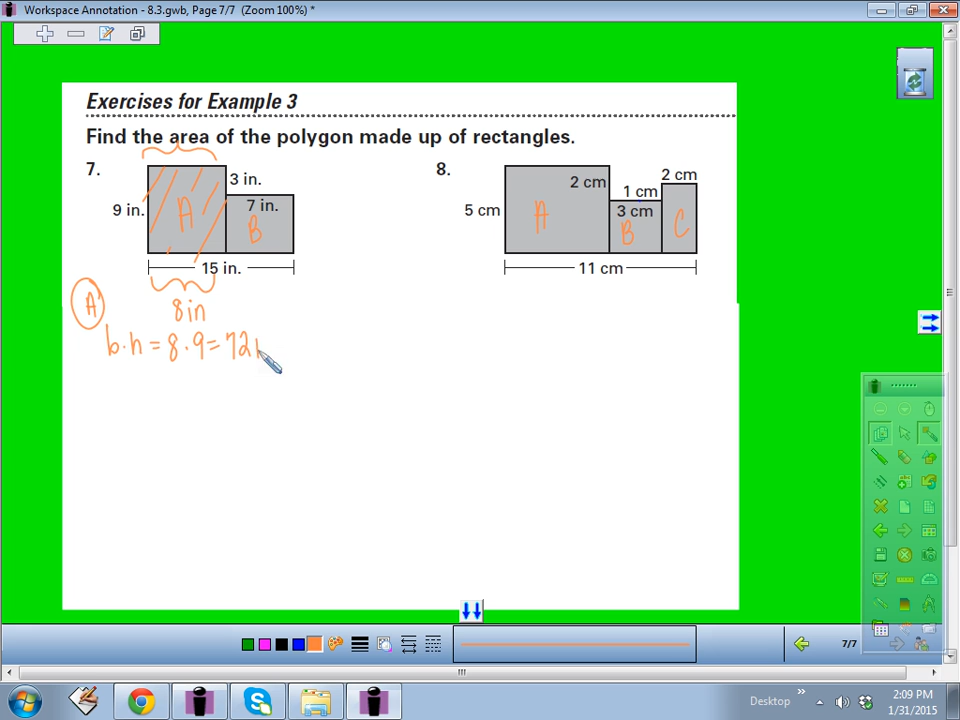 Workspace Annotation - 8.3.gwb, Page 7/7 (Zoom 100%) *
Exercises for Example 3
Find the area of the polygon made up of rectangles.
7.
3 in.
9 in.
A
7 in.
B
15 in.
8 in
8.
2 cm
2 cm
1 cm
5 cm
A
3 cm
B
C
11 cm
A
b·h = 8·9 = 72
7/7
Desktop
2:09 PM
1/31/2015